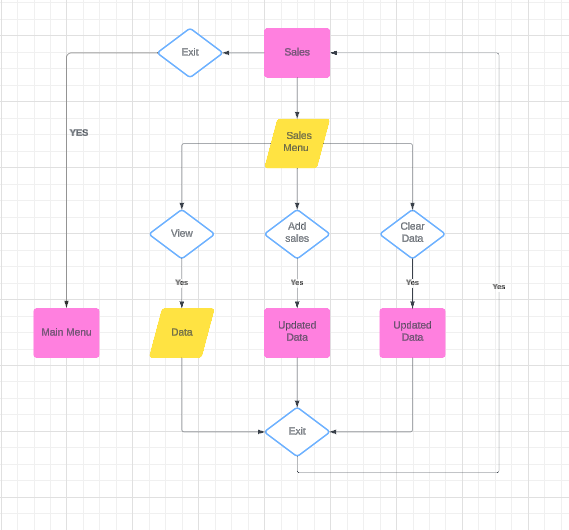 Exit
Sales
YES
Sales
Menu
View
Add
sales
Clear
Data
Yes
Yes
Yes
Yes
Main Menu
Data
Updated
Data
Updated
Data
Exit